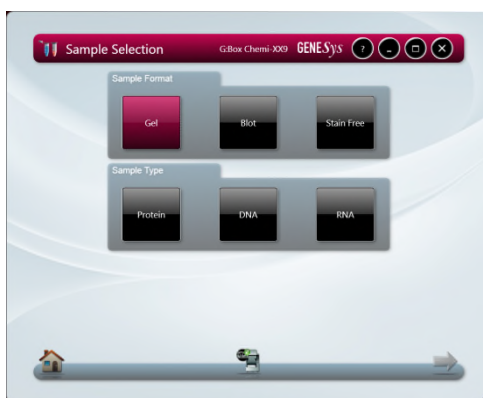 Sample Selection G:Box Chemi-XX9 GENESys ?
Sample Format
Gel Blot Stain Free
Sample Type
Protein DNA RNA